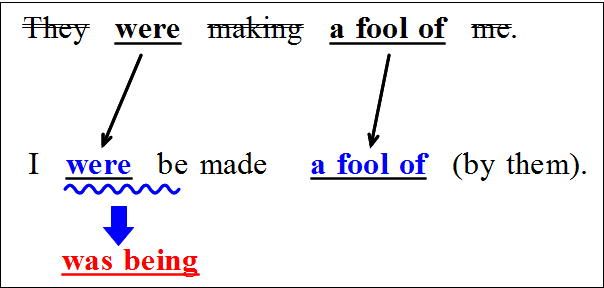 They were making a fool of me.
I were be made a fool of (by them).
was being